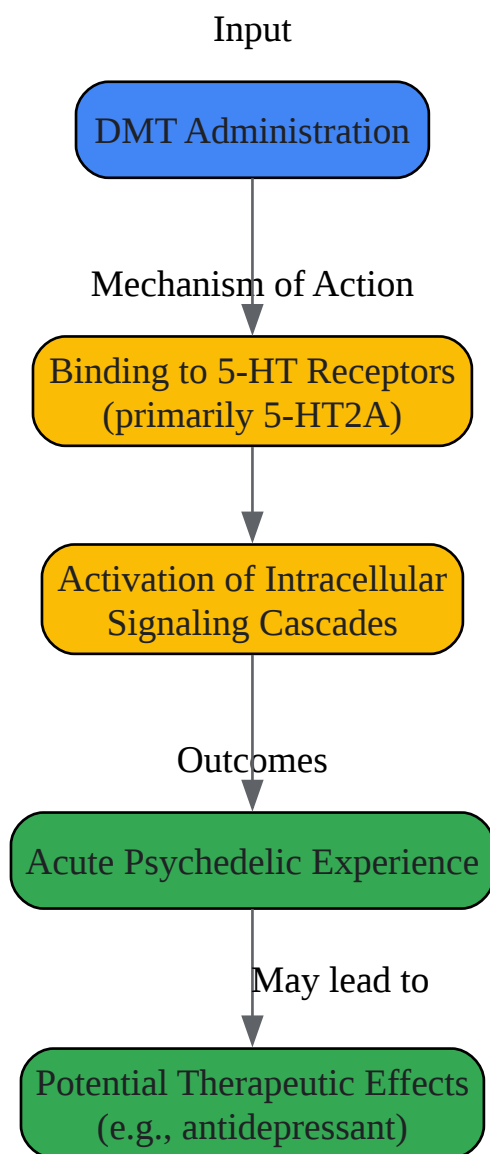 Input
DMT Administration
Mechanism of Action
Binding to 5-HT Receptors
(primarily 5-HT2A)
Activation of Intracellular
Signaling Cascades
Outcomes
Acute Psychedelic Experience
May lead to
Potential Therapeutic Effects
(e.g., antidepressant)